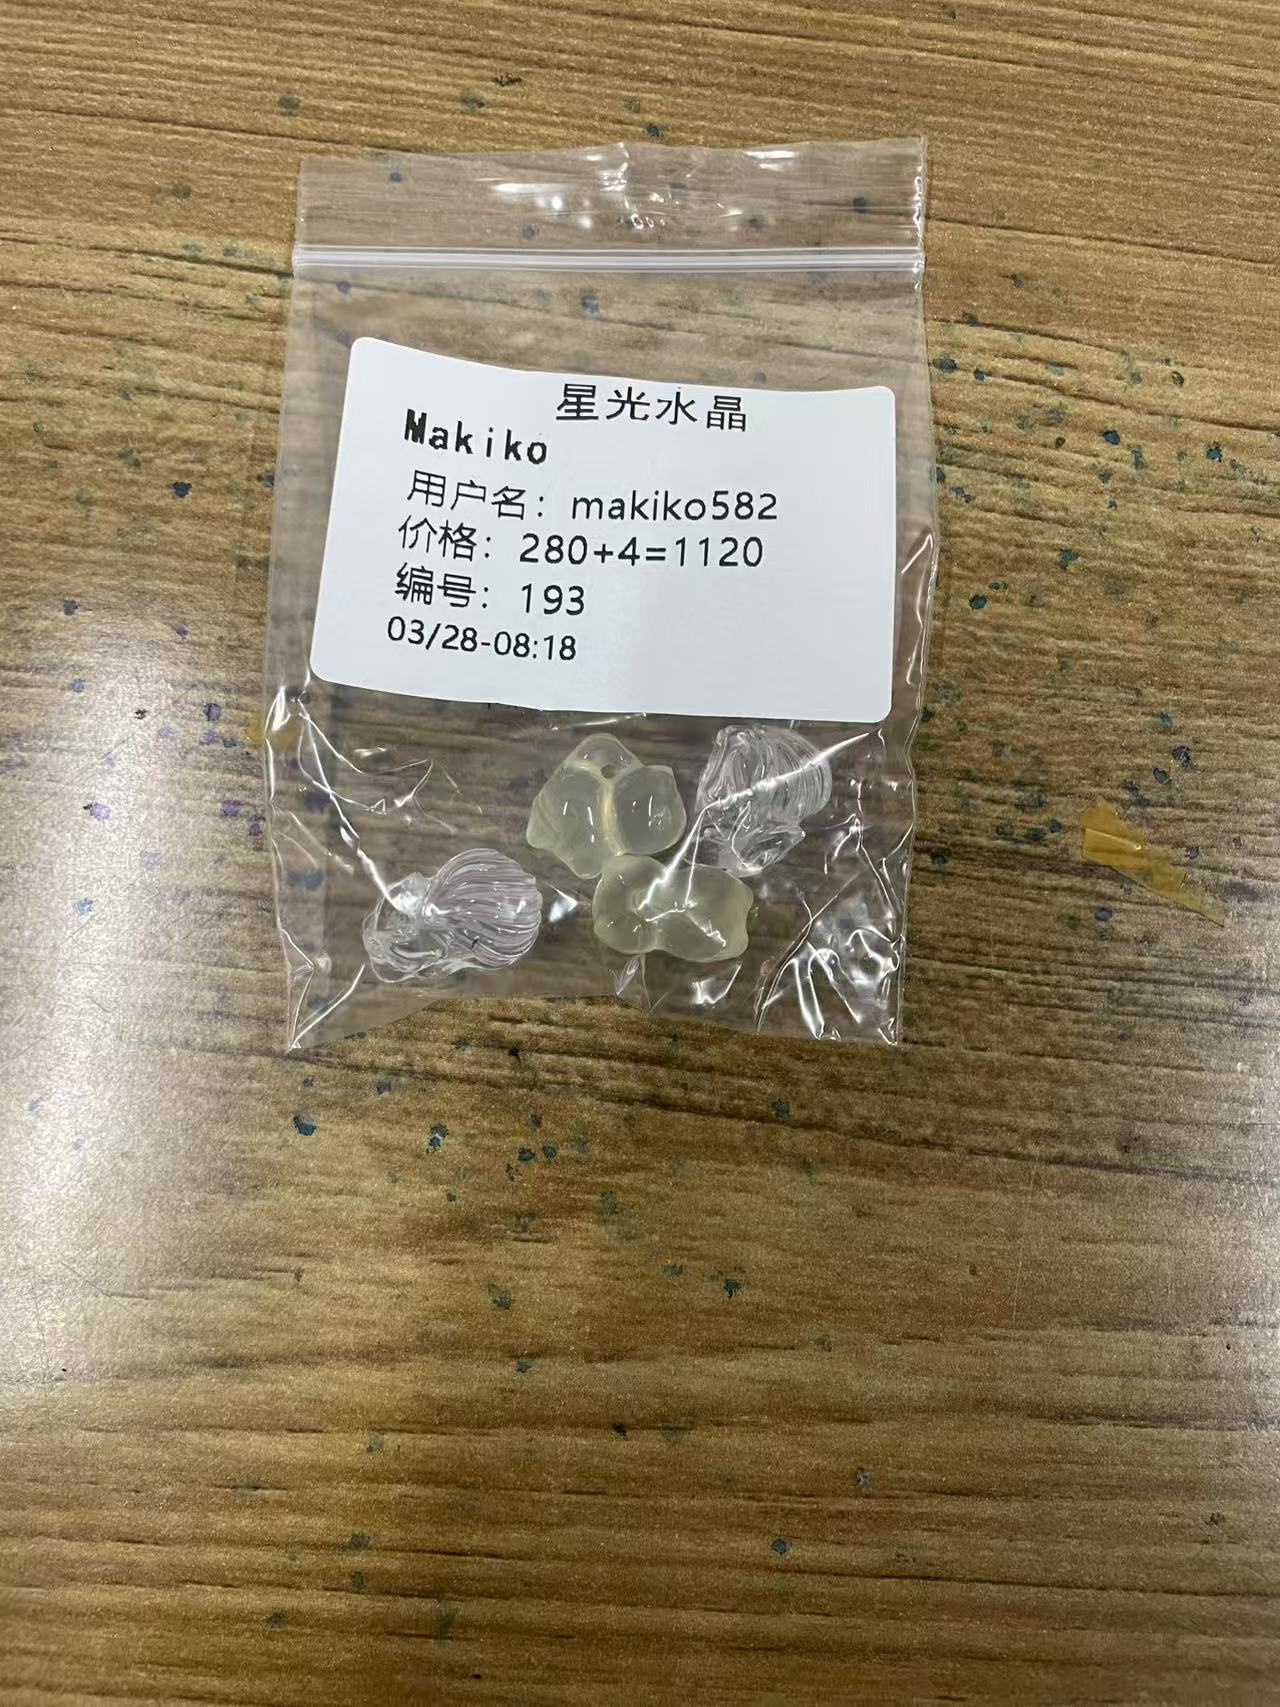 星光水晶
Makiko
用户名：makiko582
价格：280+4=1120
编号：193
03/28-08:18